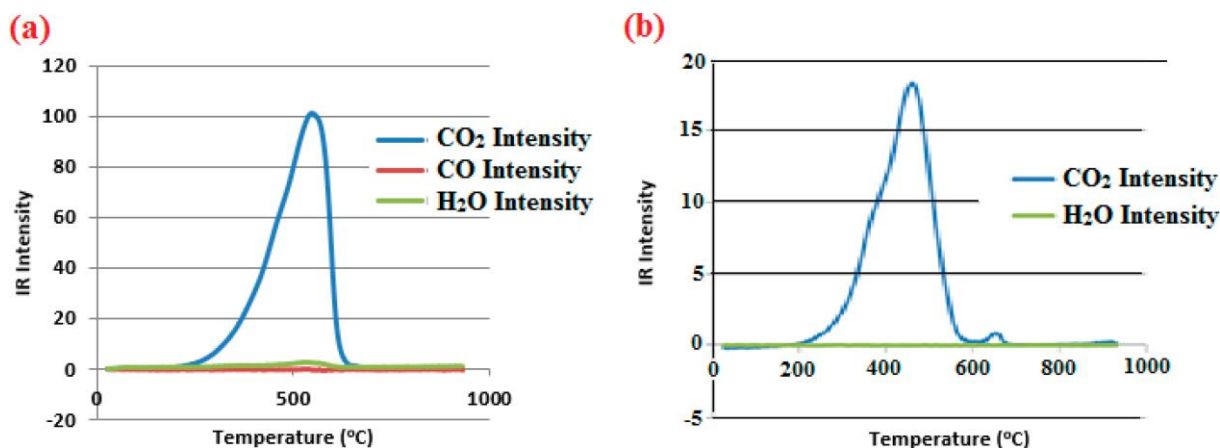 (a)
120
100
80
60
40
20
0
-20
IR Intensity
0 500 1000
Temperature (ºC)
CO₂ Intensity
CO Intensity
H₂O Intensity
(b)
20
15
10
5
0
-5
IR Intensity
0 200 400 600 800 1000
Temperature (ºC)
CO₂ Intensity
H₂O Intensity